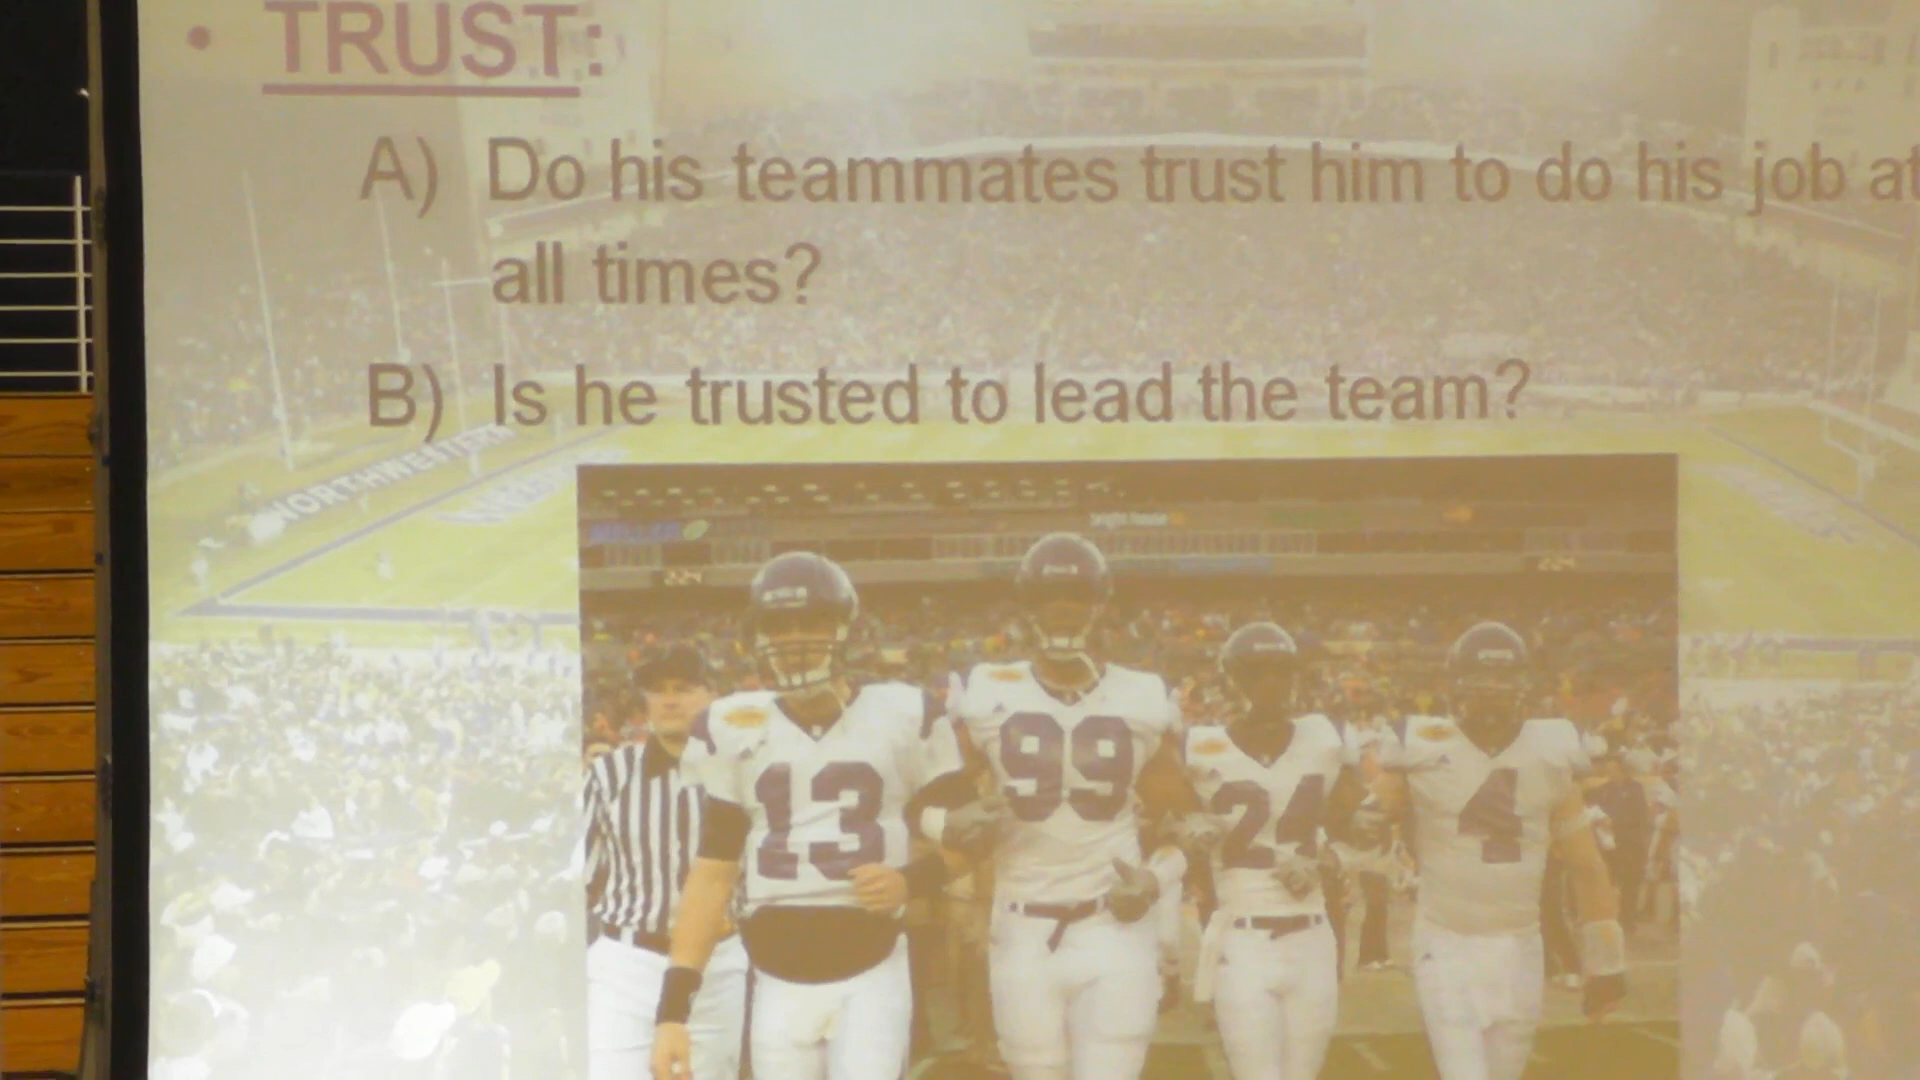 • TRUST:
A) Do his teammates trust him to do his job at
all times?
B) Is he trusted to lead the team?
NORTHWESTERN
13
99
24
4